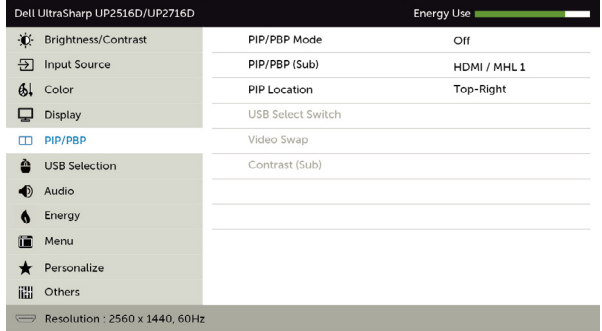 Dell UltraSharp UP2516D/UP2716D Energy Use
Brightness/Contrast PIP/PBP Mode Off
Input Source PIP/PBP (Sub) HDMI / MHL 1
Color PIP Location Top-Right
Display USB Select Switch
PIP/PBP Video Swap
USB Selection Contrast (Sub)
Audio
Energy
Menu
Personalize
Others
Resolution : 2560 x 1440, 60Hz